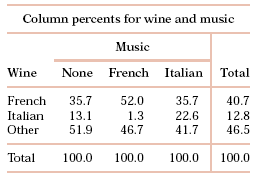 Column percents for wine and music
Music
Wine None French Italian Total
French 35.7 52.0 35.7 40.7
Italian 13.1 1.3 22.6 12.8
Other 51.9 46.7 41.7 46.5
Total 100.0 100.0 100.0 100.0